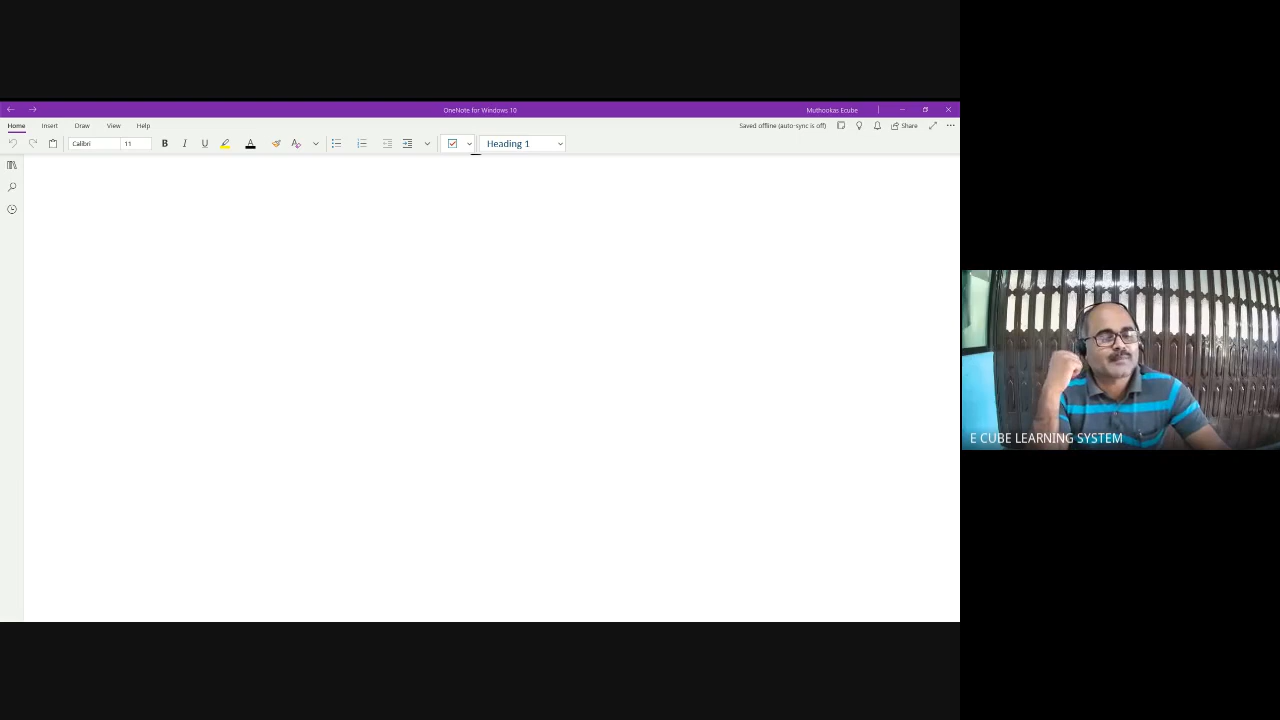 OneNote for Windows 10
Muthookas Ecube
Home Insert Draw View Help
Saved offline (auto-sync is off)
Share
Calibri 11 B I U A A Heading 1
E CUBE LEARNING SYSTEM